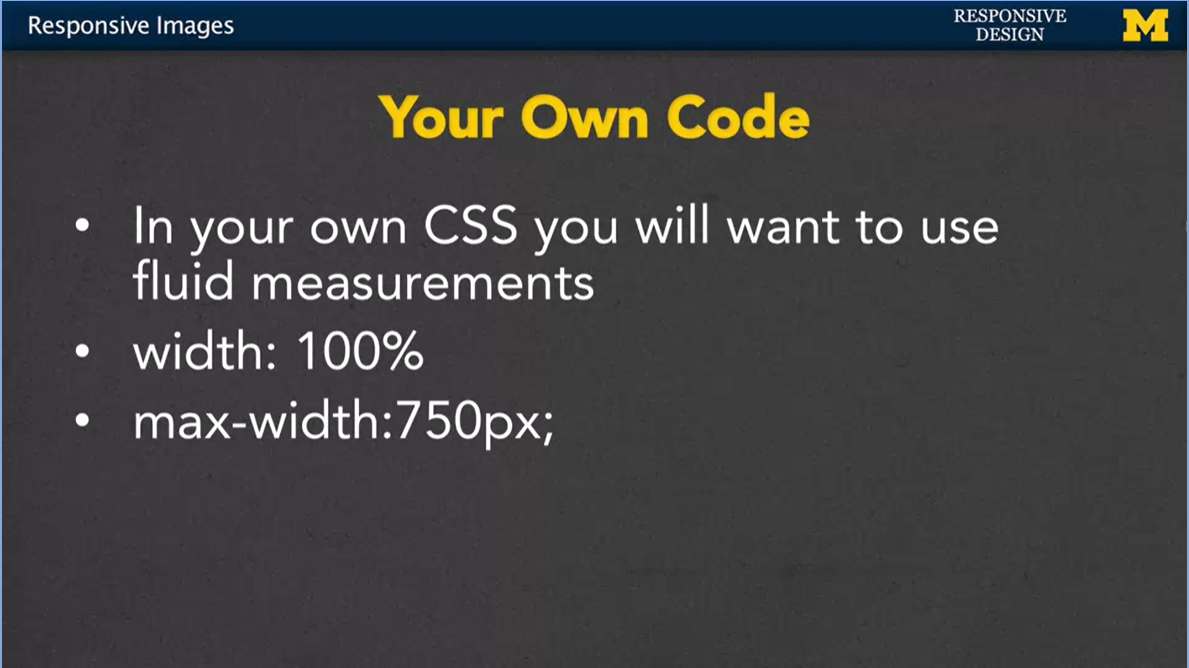 Responsive Images
RESPONSIVE
DESIGN
M
Your Own Code
• In your own CSS you will want to use
fluid measurements
• width: 100%
• max-width:750px;